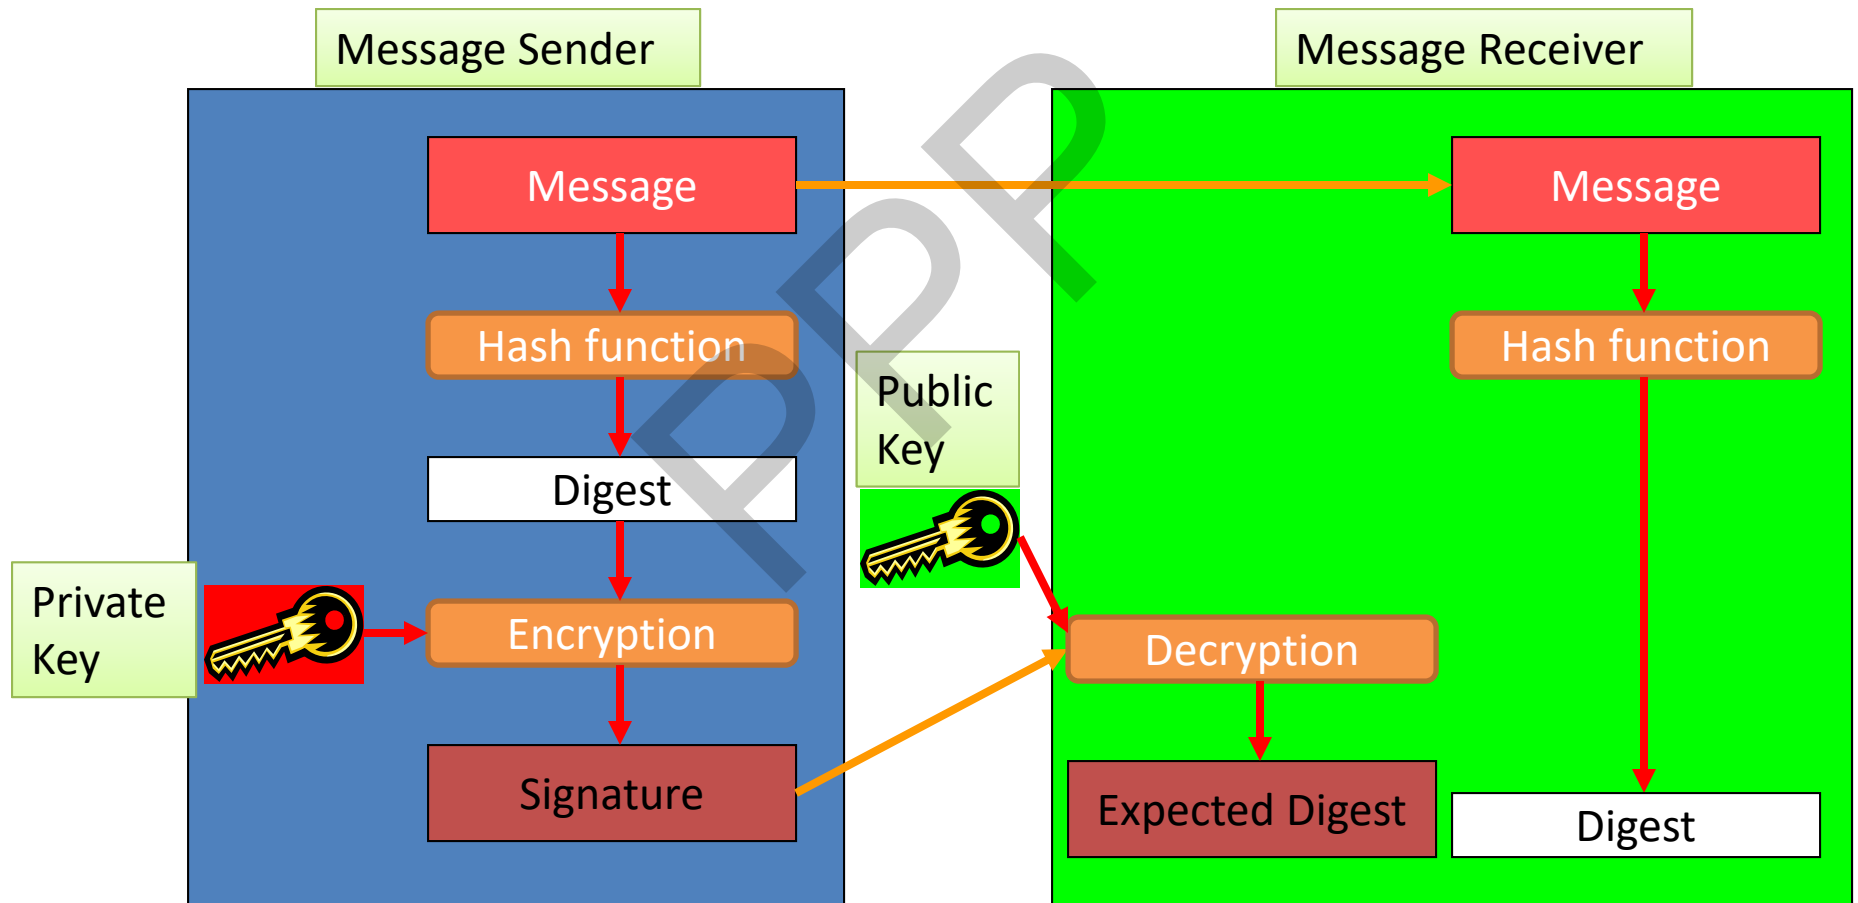 Message Sender
Message Receiver
Message
Message
Hash function
Hash function
Public
Key
Digest
Private
Key
Encryption
Decryption
Signature
Expected Digest
Digest
PPP